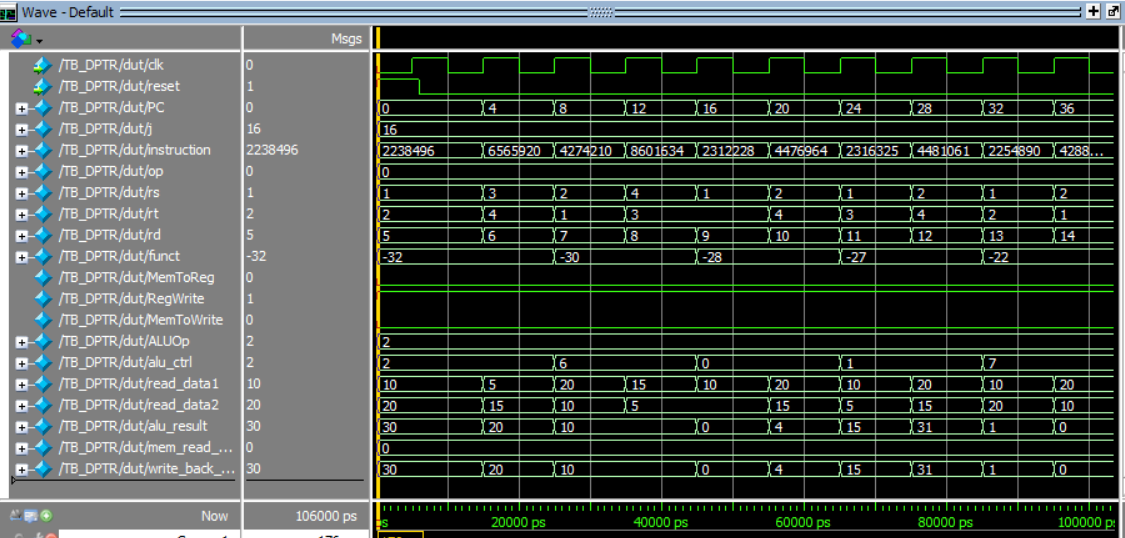 Wave - Default
Msgs
/TB_DPTR/dut/clk 0
/TB_DPTR/dut/reset 1
/TB_DPTR/dut/PC 0 0 4 8 12 16 20 24 28 32 36
/TB_DPTR/dut/j 16 16
/TB_DPTR/dut/instruction 2238496 2238496 6565920 4274210 8601634 2312228 4476964 2316325 4481061 2254890 4288...
/TB_DPTR/dut/op 0 0
/TB_DPTR/dut/rs 1 1 3 2 4 1 2 1 2 1 2
/TB_DPTR/dut/rt 2 2 4 1 3 4 3 4 2 1
/TB_DPTR/dut/rd 5 5 6 7 8 9 10 11 12 13 14
/TB_DPTR/dut/funct -32 -32 -30 -28 -27 -22
/TB_DPTR/dut/MemToReg 0
/TB_DPTR/dut/RegWrite 1
/TB_DPTR/dut/MemToWrite 0
/TB_DPTR/dut/ALUOp 2 2
/TB_DPTR/dut/alu_ctrl 2 2 6 0 1 7
/TB_DPTR/dut/read_data1 10 10 5 20 15 10 20 10 20 10 20
/TB_DPTR/dut/read_data2 20 20 15 10 5 15 5 15 20 10
/TB_DPTR/dut/alu_result 30 30 20 10 0 4 15 31 1 0
/TB_DPTR/dut/mem_read_... 0 0
/TB_DPTR/dut/write_back_... 30 30 20 10 0 4 15 31 1 0
Now 106000 ps ps 20000 ps 40000 ps 60000 ps 80000 ps 100000 ps